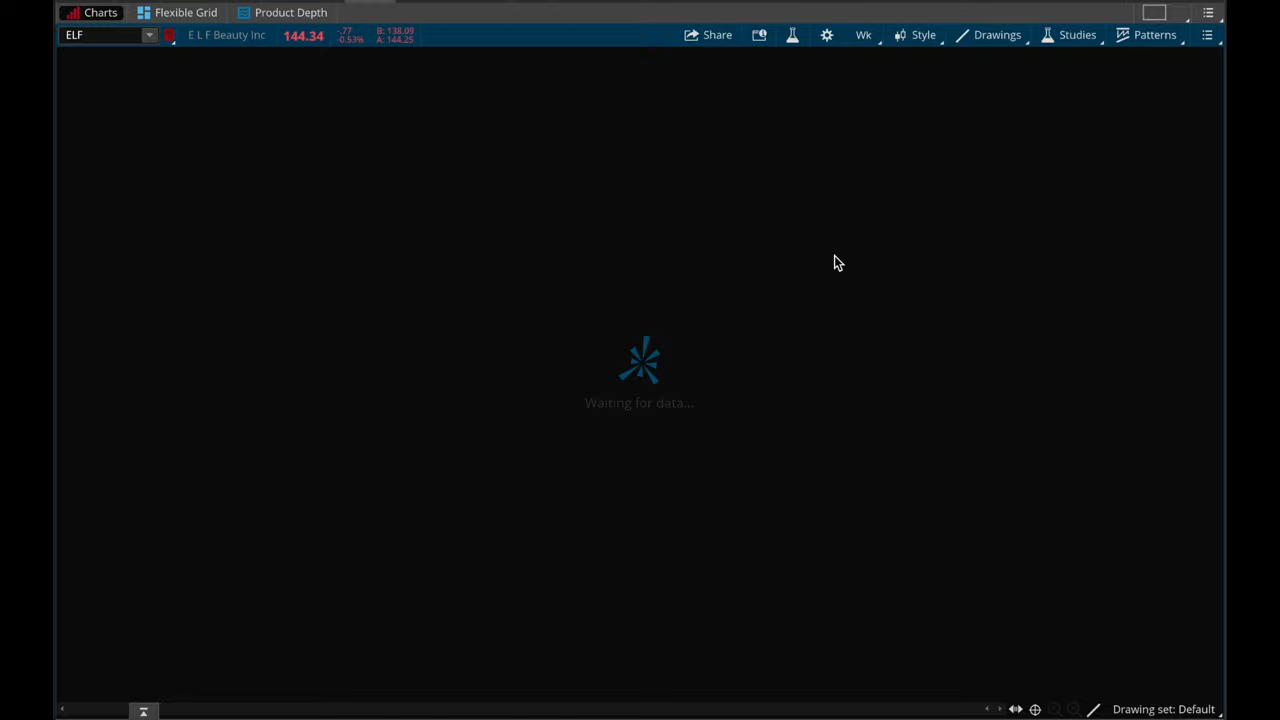 Charts Flexible Grid Product Depth
ELF E L F Beauty Inc 144.34 -.77 B: 138.09 Share Wk Style Drawings Studies Patterns
-0.53% A: 144.25
Waiting for data...
Drawing set: Default